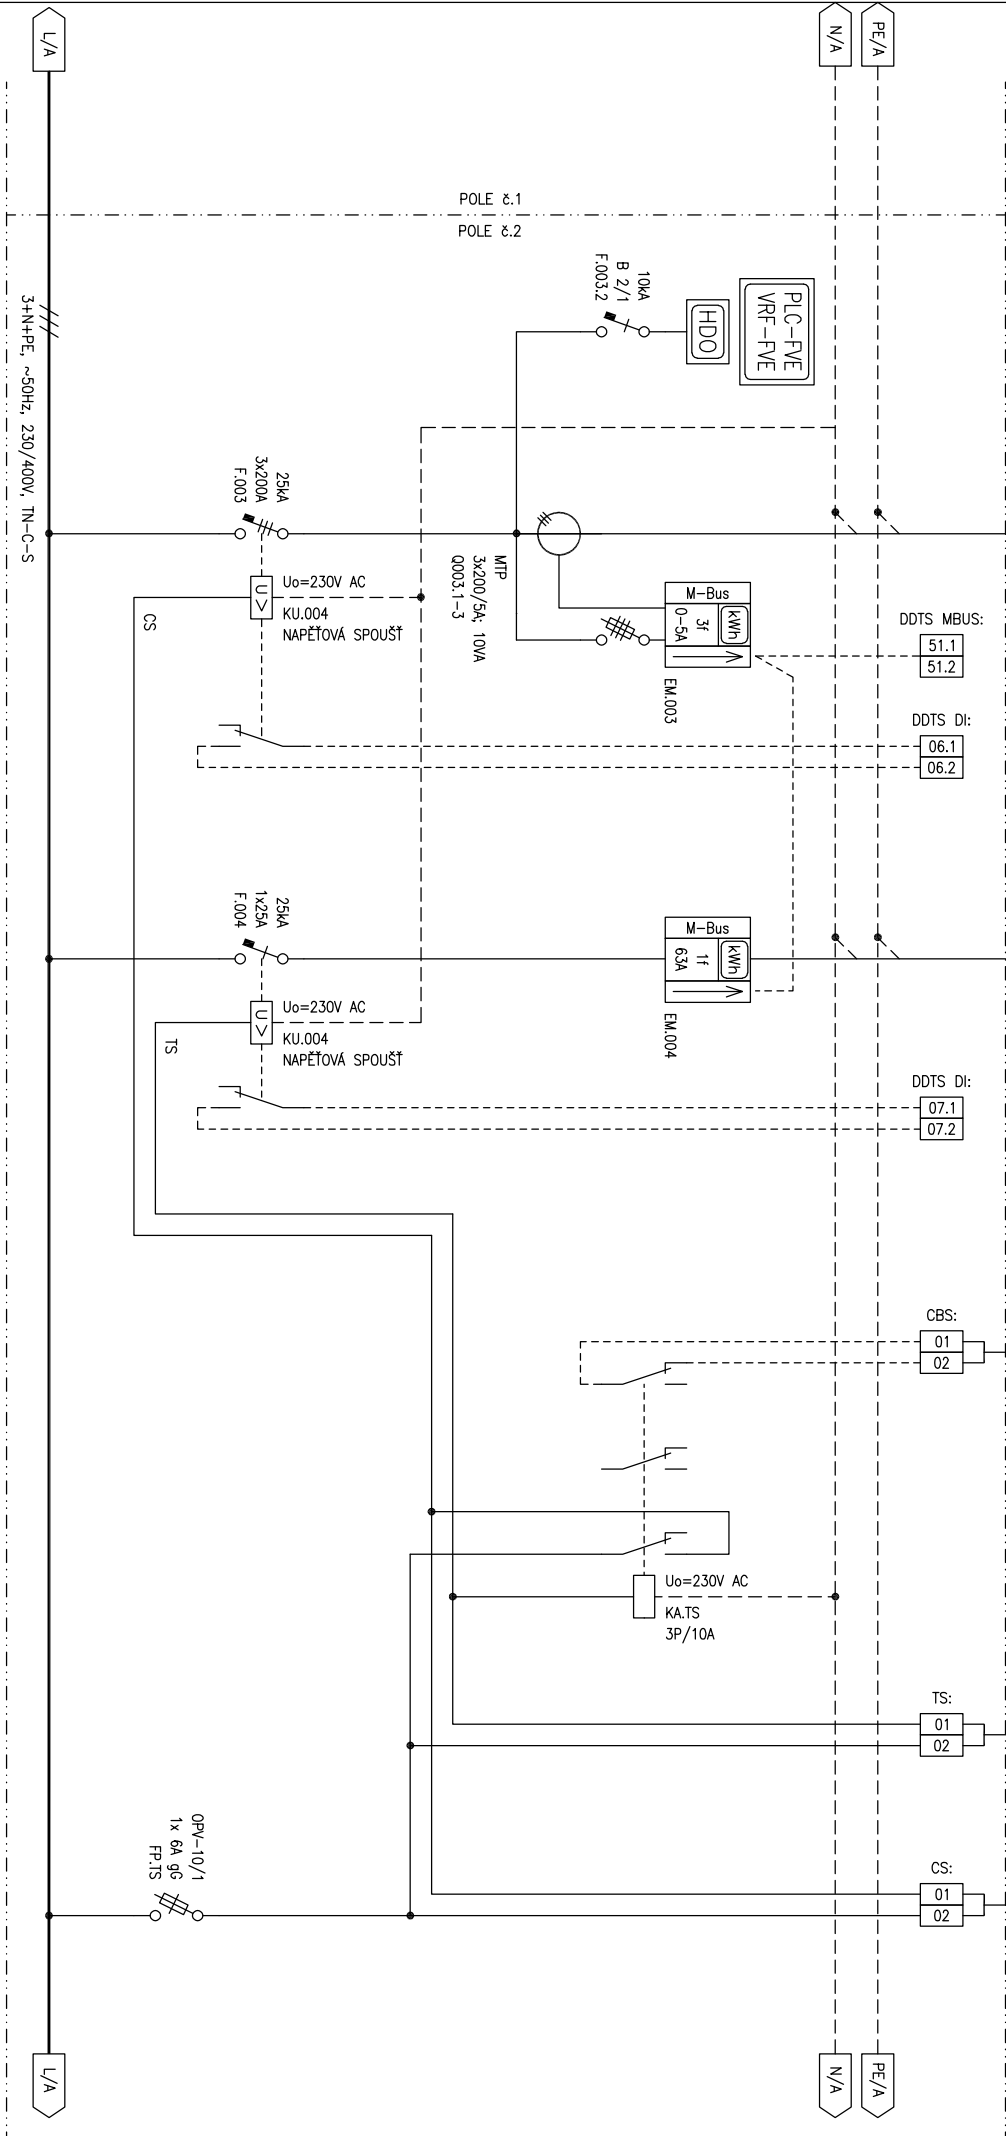 L/A
N/A
PE/A
POLE č.1
POLE č.2
3+N+PE, ~50Hz, 230/400V, TN-C-S
10kA
B 2/1
F.003.2
HDO
PLC-FVE
VRF-FVE
25kA
3x200A
F.003
U>
Uo=230V AC
KU.004
NAPĚŤOVÁ SPOUŠŤ
CS
MTP
3x200/5A; 10VA
Q003.1-3
M-Bus
kWh
3f
0-5A
EM.003
DDTS MBUS:
51.1
51.2
DDTS DI:
06.1
06.2
25kA
1x25A
F.004
U>
Uo=230V AC
KU.004
NAPĚŤOVÁ SPOUŠŤ
TS
M-Bus
kWh
1f
63A
EM.004
DDTS DI:
07.1
07.2
CBS:
01
02
Uo=230V AC
KA.TS
3P/10A
TS:
01
02
OPV-10/1
1x 6A gG
FP.TS
CS:
01
02
L/A
N/A
PE/A